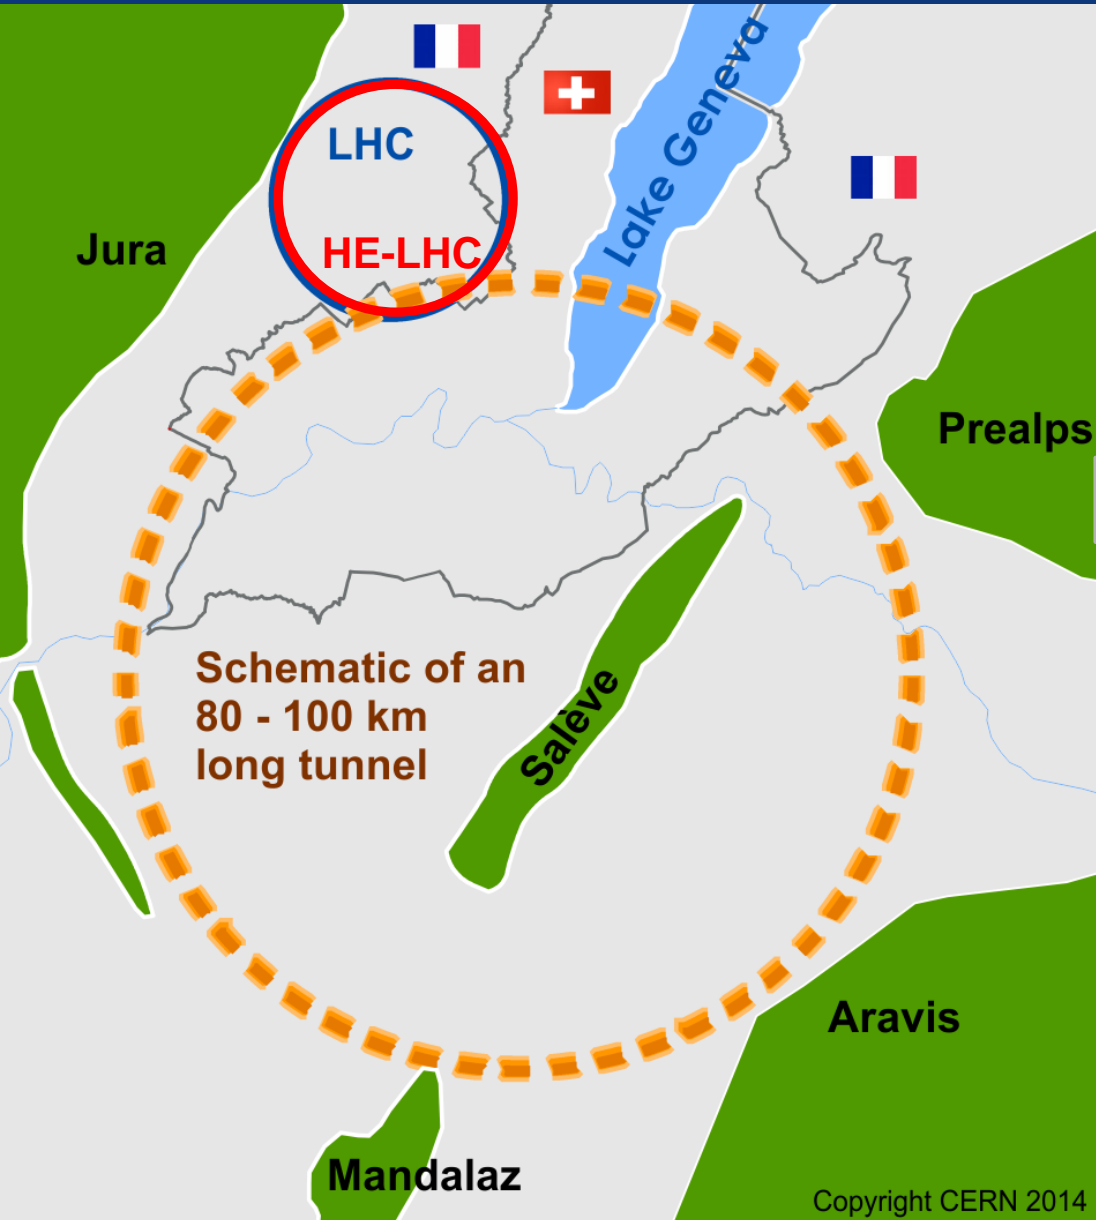 Lake Geneva
LHC
HE-LHC
Jura
Prealps
Schematic of an
80 - 100 km
long tunnel
Salève
Aravis
Mandalaz
Copyright CERN 2014